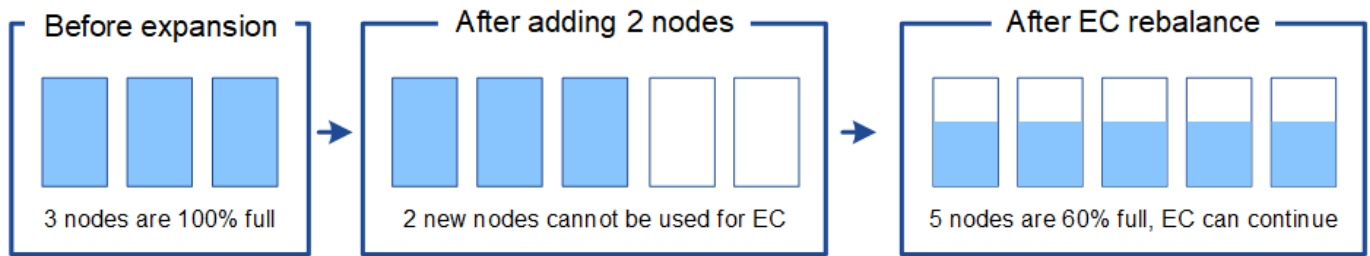 Before expansion
3 nodes are 100% full
After adding 2 nodes
2 new nodes cannot be used for EC
After EC rebalance
5 nodes are 60% full, EC can continue